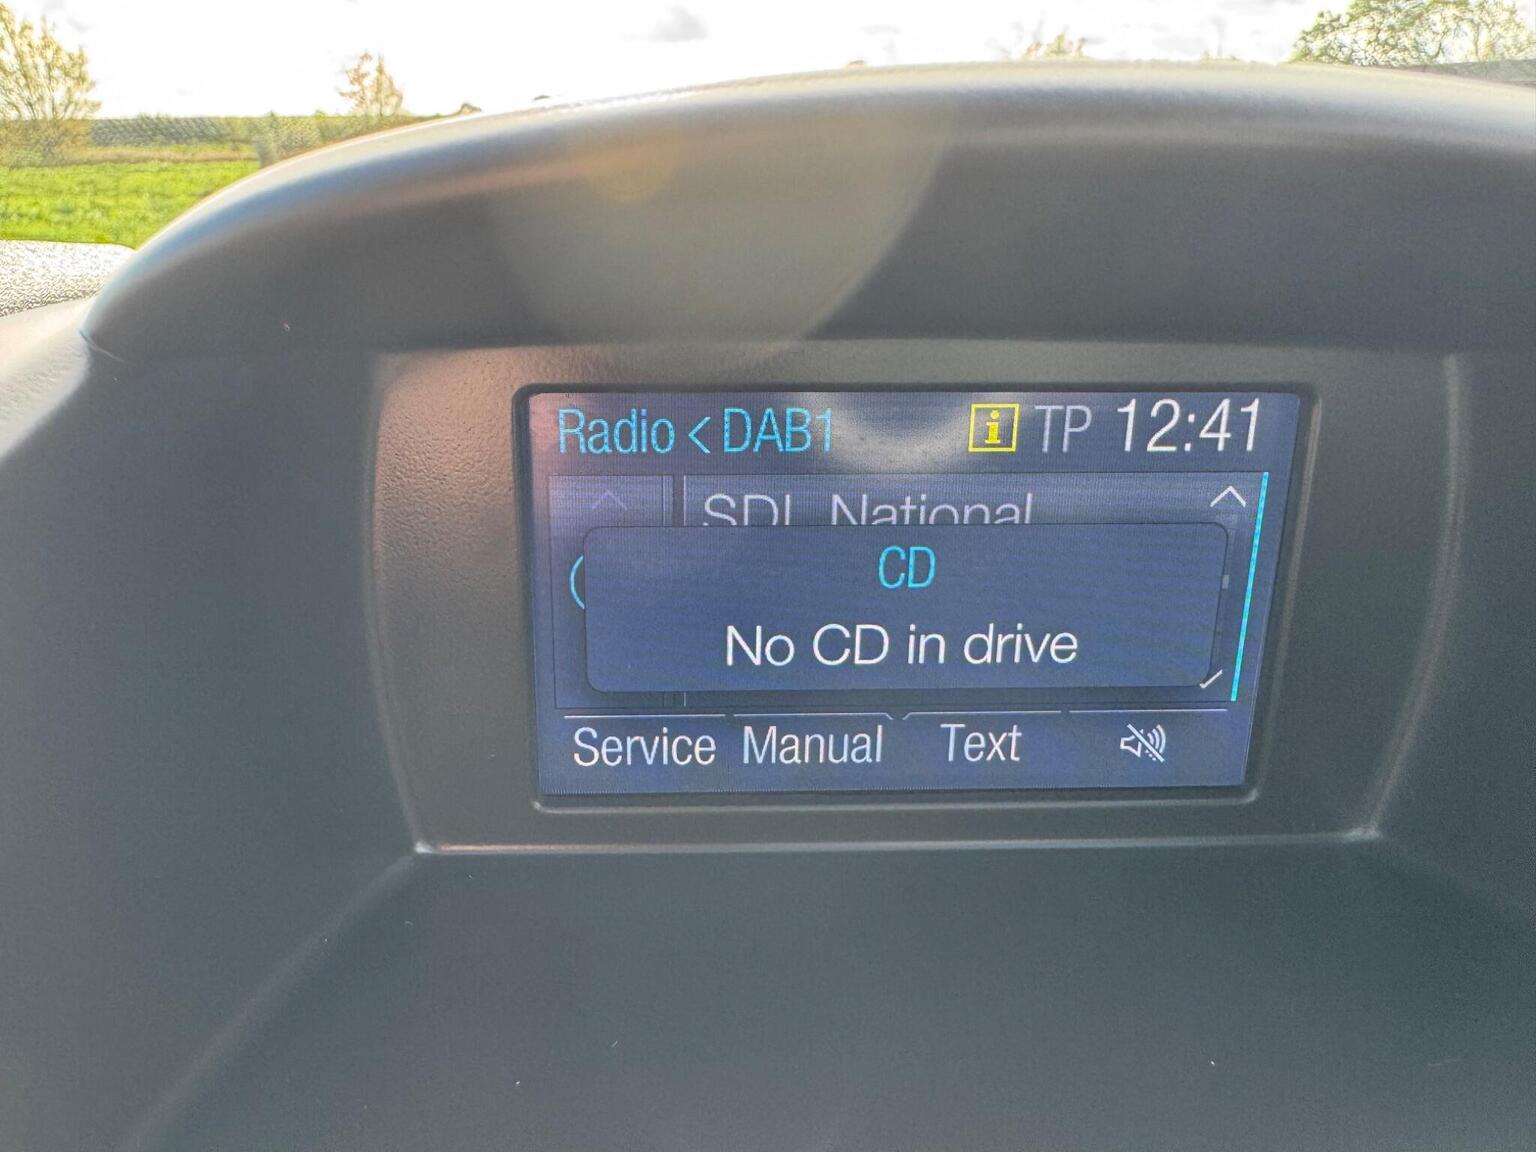 Radio < DAB1 i TP 12:41
SDL National
CD
No CD in drive
Service Manual Text